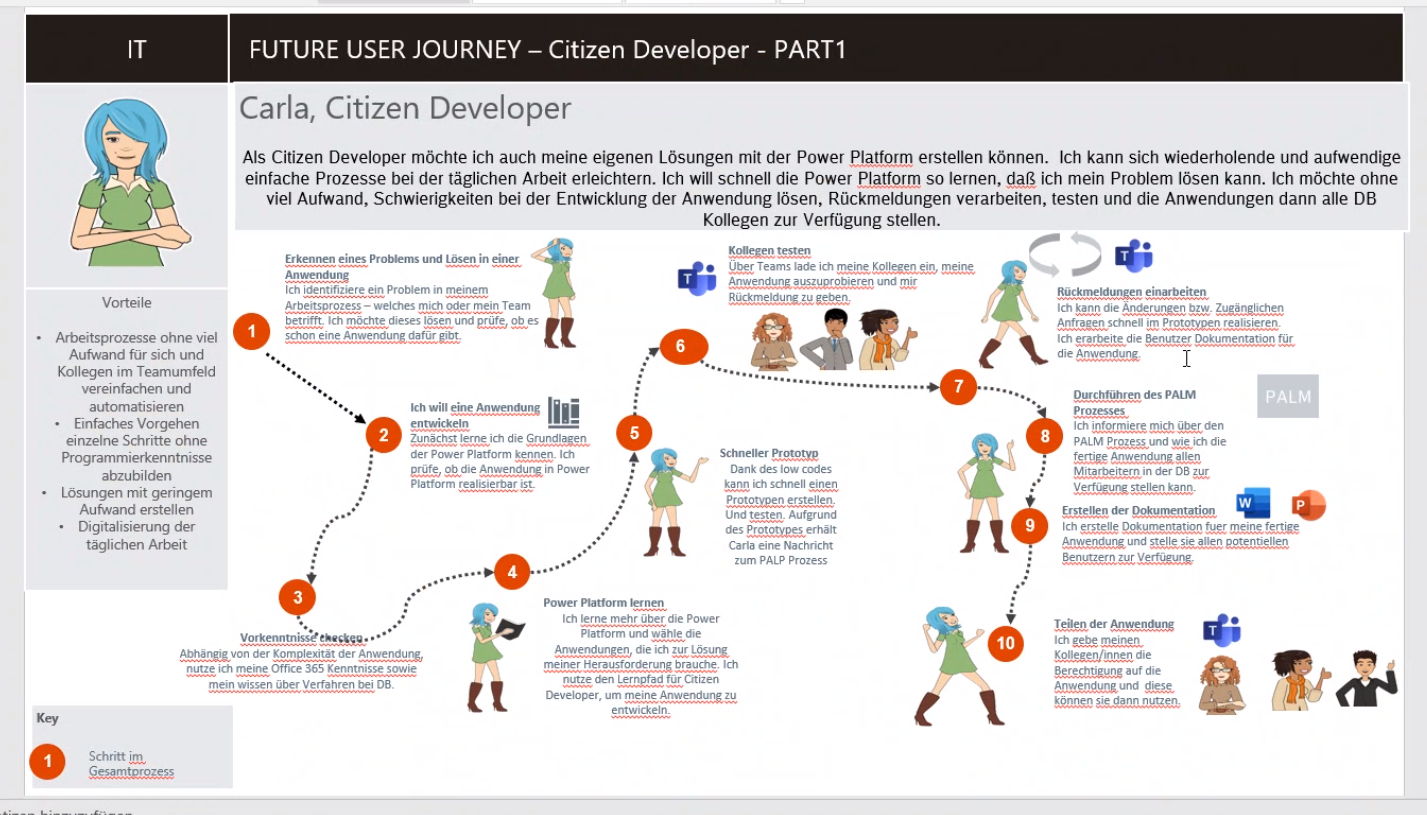 IT
FUTURE USER JOURNEY – Citizen Developer - PART1
Carla, Citizen Developer
Als Citizen Developer möchte ich auch meine eigenen Lösungen mit der Power Platform erstellen können.  Ich kann sich wiederholende und aufwendige
einfache Prozesse bei der täglichen Arbeit erleichtern. Ich will schnell die Power Platform so lernen, daß ich mein Problem lösen kann. Ich möchte ohne
viel Aufwand, Schwierigkeiten bei der Entwicklung der Anwendung lösen, Rückmeldungen verarbeiten, testen und die Anwendungen dann alle DB
Kollegen zur Verfügung stellen.
Vorteile
• Arbeitsprozesse ohne viel
Aufwand für sich und
Kollegen im Teamumfeld
vereinfachen und
automatisieren
• Einfaches Vorgehen
einzelne Schritte ohne
Programmierkenntnisse
abzubilden
• Lösungen mit geringem
Aufwand erstellen
• Digitalisierung der
täglichen Arbeit
1
Erkennen eines Problems und Lösen in einer
Anwendung
Ich identifiziere ein Problem in meinem
Arbeitsprozess – welches mich oder mein Team
betrifft. Ich möchte dieses lösen und prüfe, ob es
schon eine Anwendung dafür gibt.
2
Ich will eine Anwendung
entwickeln
Zunächst lerne ich die Grundlagen
der Power Platform kennen. Ich
prüfe, ob die Anwendung in Power
Platform realisierbar ist.
3
Vorkenntnisse checken
Abhängig von der Komplexität der Anwendung,
nutze ich meine Office 365 Kenntnisse sowie
mein wissen über Verfahren bei DB.
4
Power Platform lernen
Ich lerne mehr über die Power
Platform und wähle die
Anwendungen, die ich zur Lösung
meiner Herausforderung brauche. Ich
nutze den Lernpfad für Citizen
Developer, um meine Anwendung zu
entwickeln.
5
Schneller Prototyp
Dank des low codes
kann ich schnell einen
Prototypen erstellen.
Und testen. Aufgrund
des Prototypes erhält
Carla eine Nachricht
zum PALP Prozess
6
T
Kollegen testen
Über Teams lade ich meine Kollegen ein, meine
Anwendung auszuprobieren und mir
Rückmeldung zu geben.
7
T
Rückmeldungen einarbeiten
Ich kann die Änderungen bzw. Zugänglichen
Anfragen schnell im Prototypen realisieren.
Ich erarbeite die Benutzer Dokumentation für
die Anwendung.
8
Durchführen des PALM
Prozesses
Ich informiere mich über den
PALM Prozess und wie ich die
fertige Anwendung allen
Mitarbeitern in der DB zur
Verfügung stellen kann.
PALM
9
Erstellen der Dokumentation
Ich erstelle Dokumentation fuer meine fertige
Anwendung und stelle sie allen potentiellen
Benutzern zur Verfügung.
W
P
10
Teilen der Anwendung
Ich gebe meinen
Kollegen/innen die
Berechtigung auf die
Anwendung und  diese
können sie dann nutzen.
T
Key
1
Schritt im
Gesamtprozess